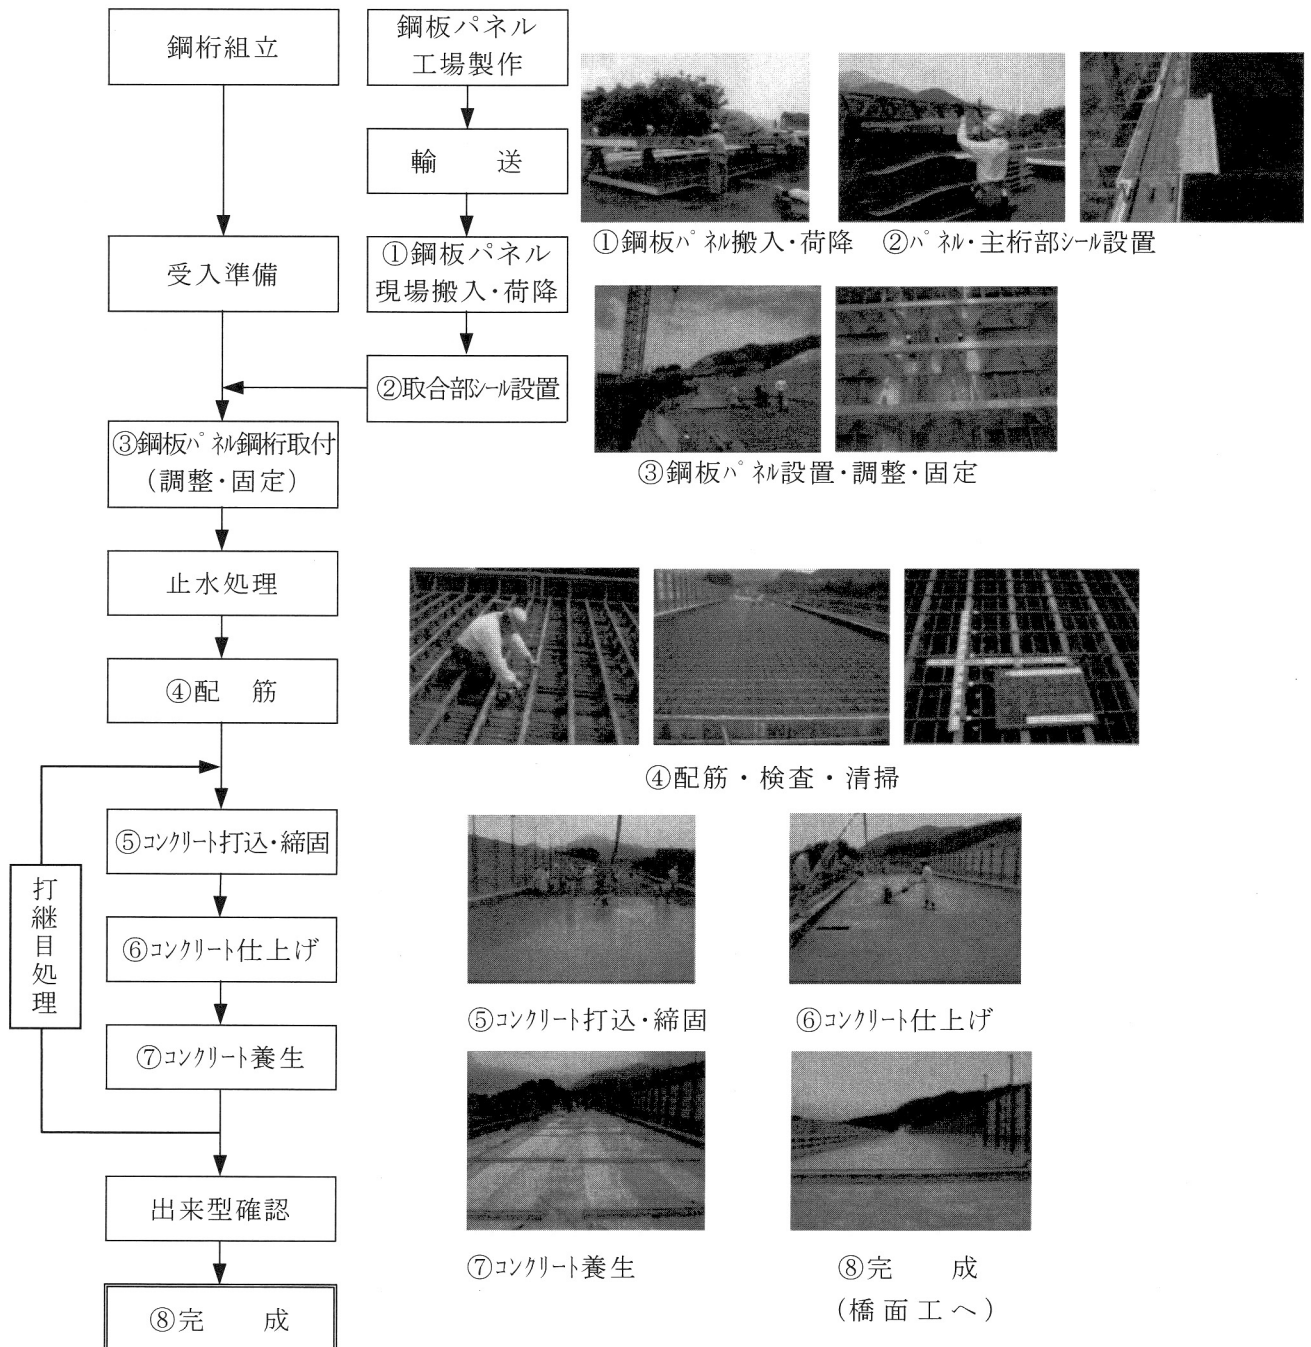 鋼桁組立
鋼板パネル
工場製作
輸　送
受入準備
①鋼板パネル
現場搬入・荷降
②取合部シール設置
③鋼板パネル鋼桁取付
（調整・固定）
止水処理
④配　筋
⑤コンクリート打込・締固
⑥コンクリート仕上げ
⑦コンクリート養生
打継目処理
出来型確認
⑧完　成
①鋼板パネル搬入・荷降
②パネル・主桁部シール設置
③鋼板パネル設置・調整・固定
④配筋・検査・清掃
⑤コンクリート打込・締固
⑥コンクリート仕上げ
⑦コンクリート養生
⑧完　成
（橋面工へ）